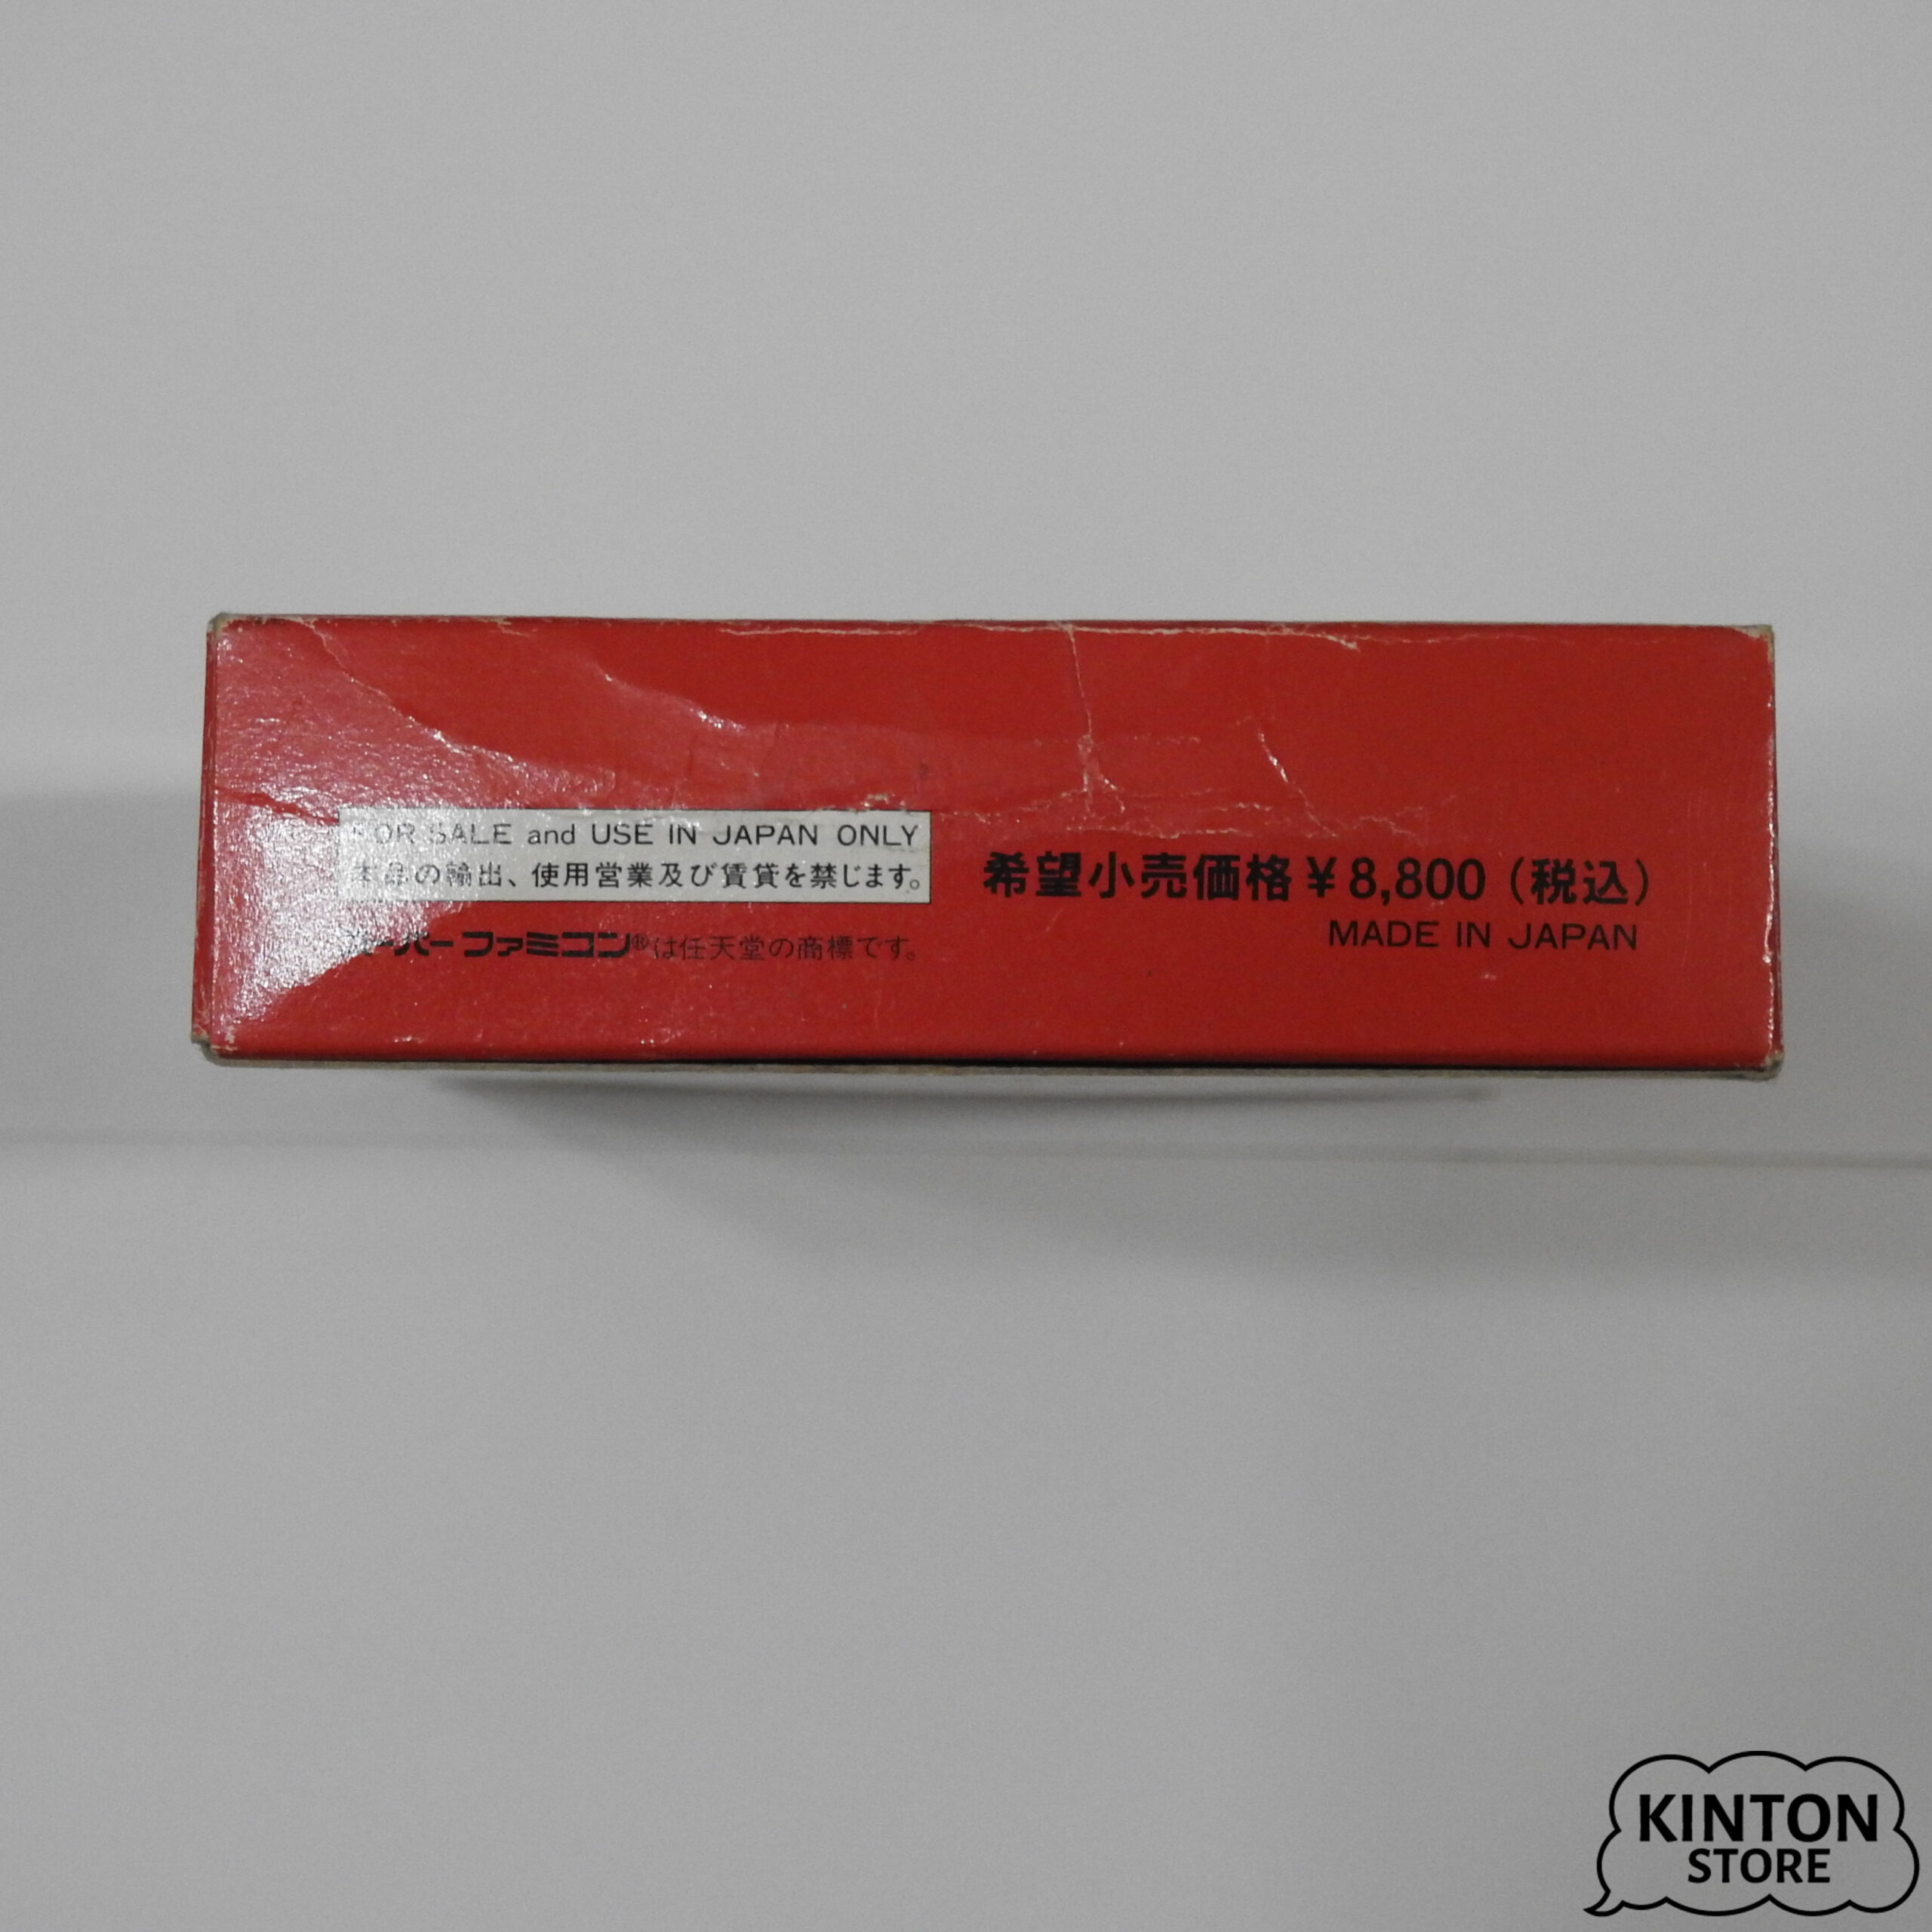 FOR SALE and USE IN JAPAN ONLY
本品の輸出、使用営業及び賃貸を禁じます。
スーパーファミコン®は任天堂の商標です。
希望小売価格¥8,800(税込)
MADE IN JAPAN
KINTON
STORE